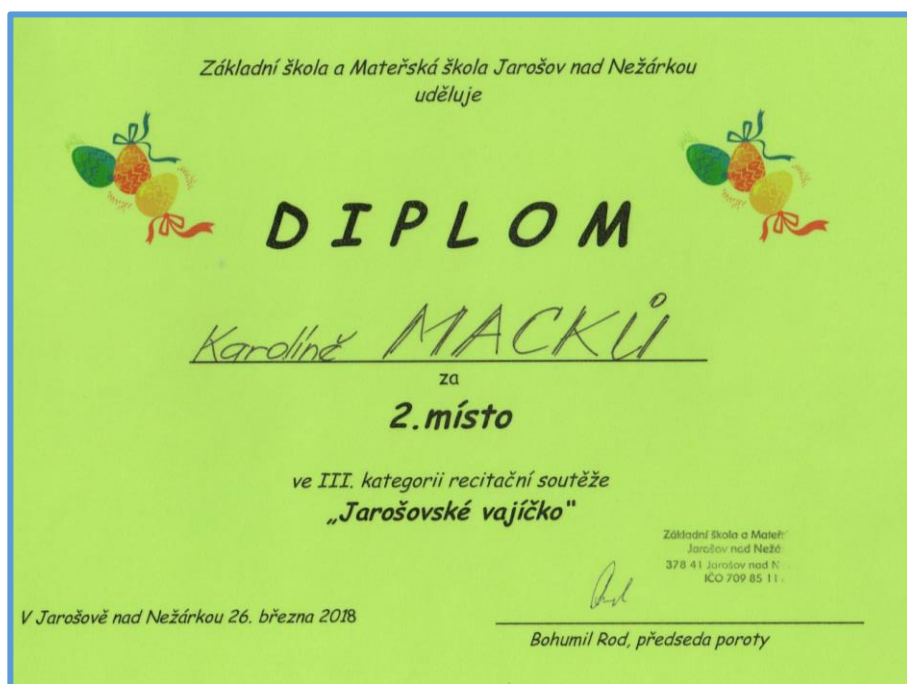 Základní škola a Mateřská škola Jarošov nad Nežárkou
uděluje
DIPLOM
Karolíně MACKŮ
za
2.místo
ve III. kategorii recitační soutěže
„Jarošovské vajíčko"
Základní škola a Mateř
Jarošov nad Nežá
378 41 Jarošov nad N
IČO 709 85 11
V Jarošově nad Nežárkou 26. března 2018
Bohumil Rod, předseda poroty